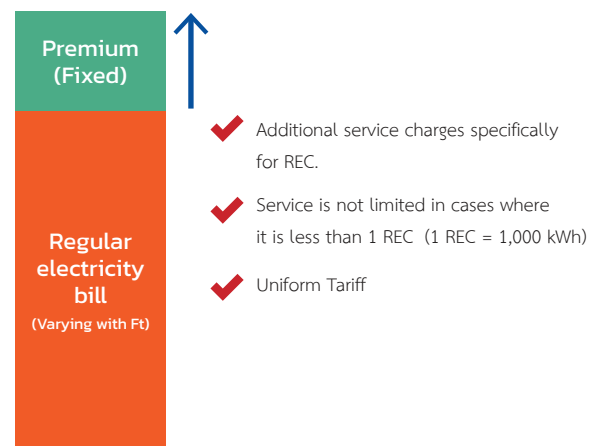 Premium
(Fixed)
Additional service charges specifically
for REC.
Service is not limited in cases where
it is less than 1 REC (1 REC = 1,000 kWh)
Uniform Tariff
Regular
electricity
bill
(Varying with Ft)